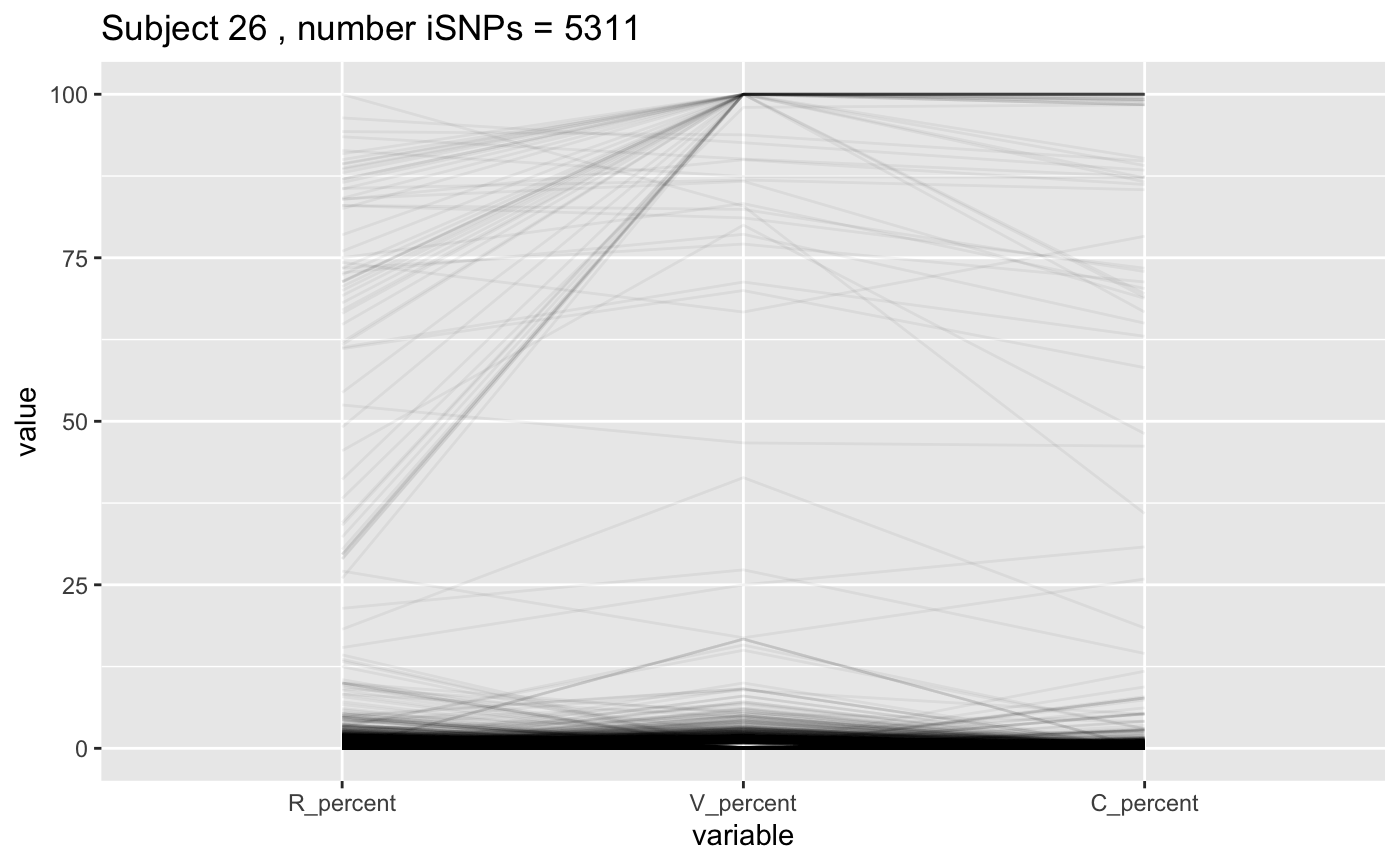 Subject 26 , number iSNPs = 5311
100
75
50
25
0
value
R_percent
V_percent
C_percent
variable